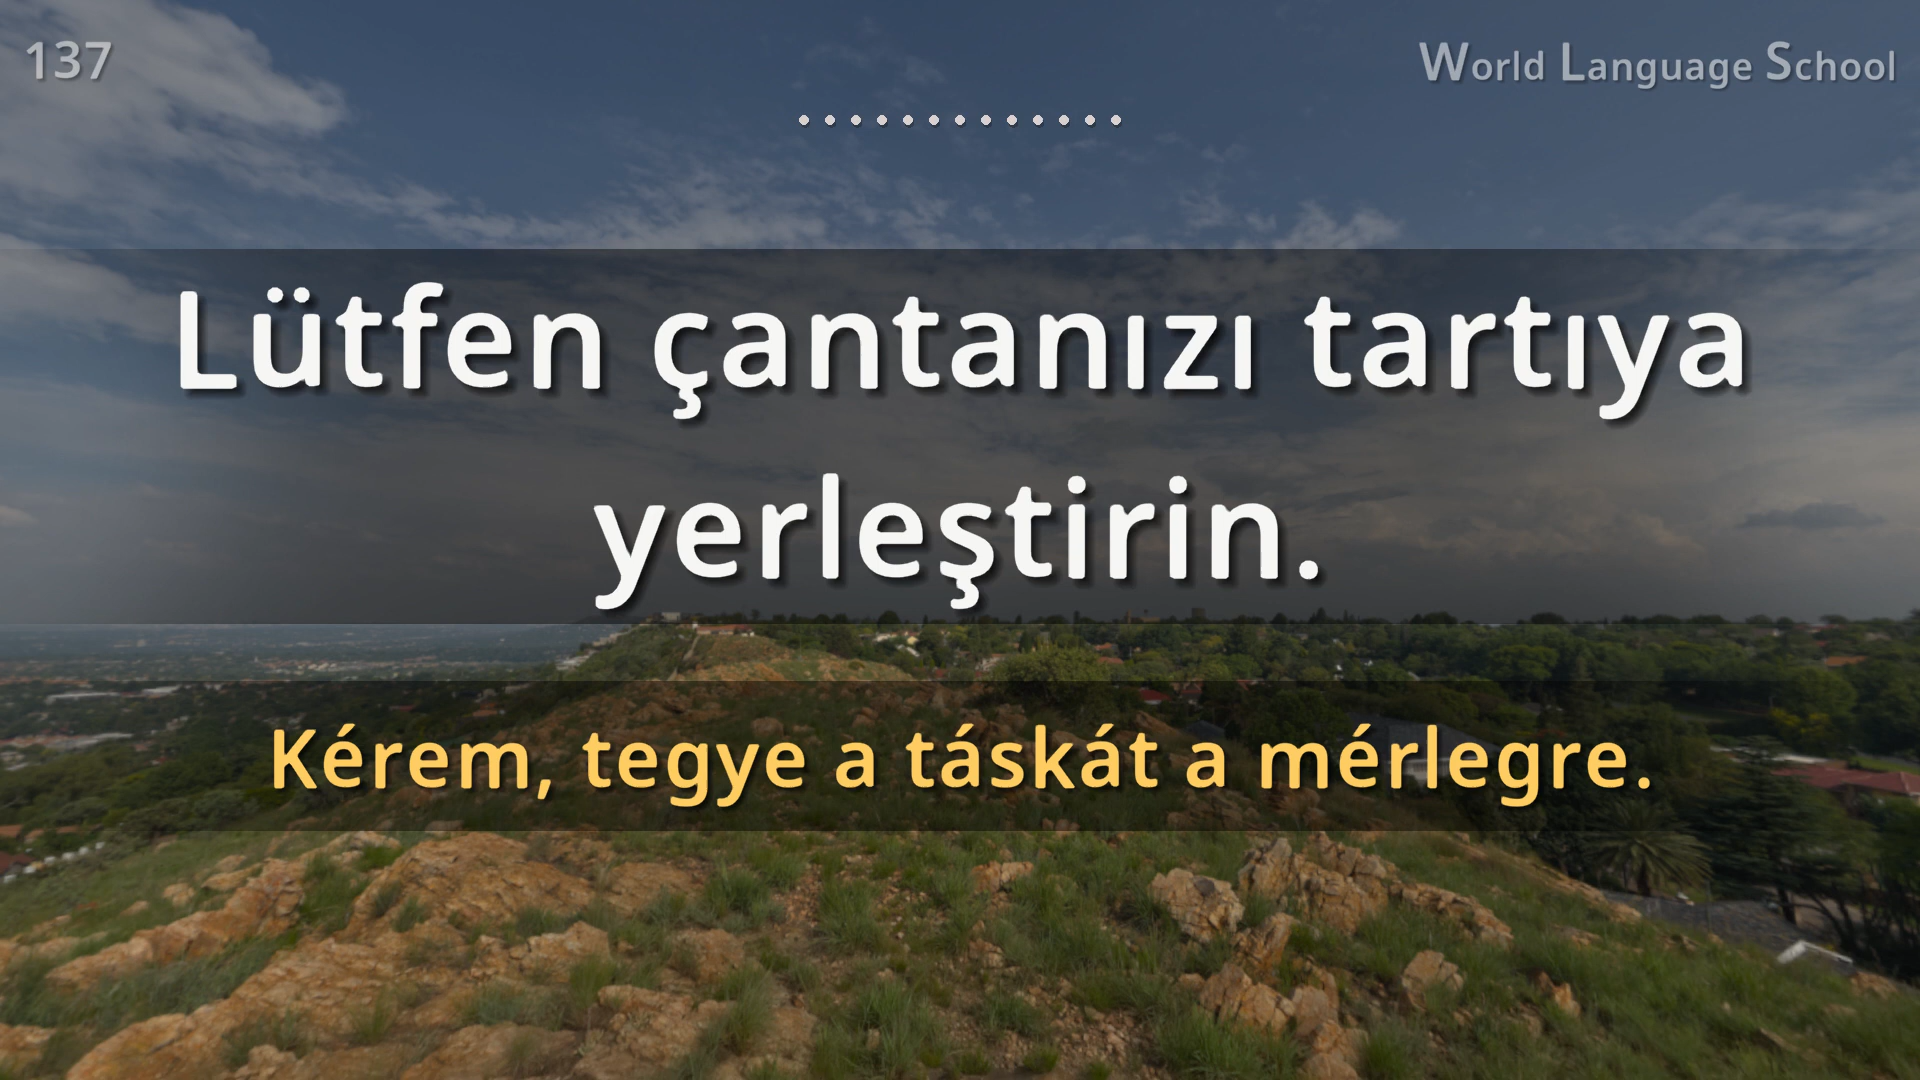 137
World Language School
Lütfen çantanızı tartıya
yerleştirin.
Kérem, tegye a táskát a mérlegre.